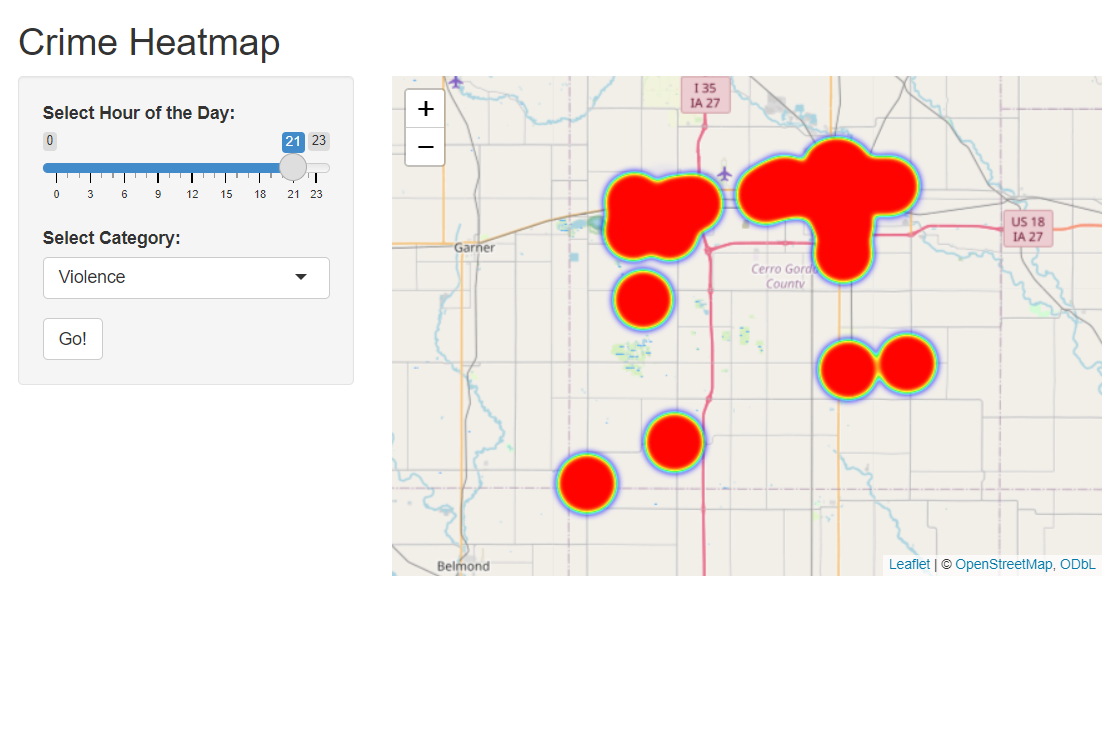 Crime Heatmap
Select Hour of the Day:
0 21 23
0 3 6 9 12 15 18 21 23
Select Category:
Violence
Go!
+
−
I 35
IA 27
US 18
IA 27
Garner
Cerro Gordo
County
Belmond
Leaflet | © OpenStreetMap, ODbL